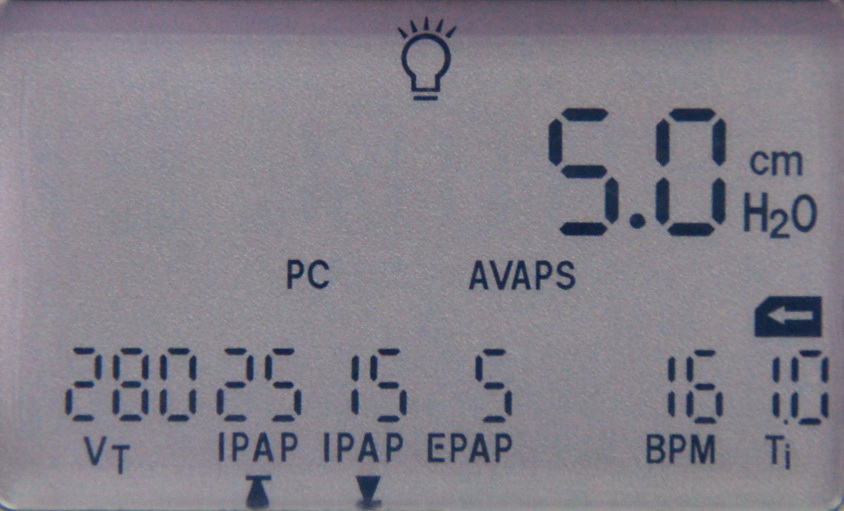 5.0 cm H2O
PC AVAPS
280 25 15 5 16 1.0
VT IPAP IPAP EPAP BPM Ti